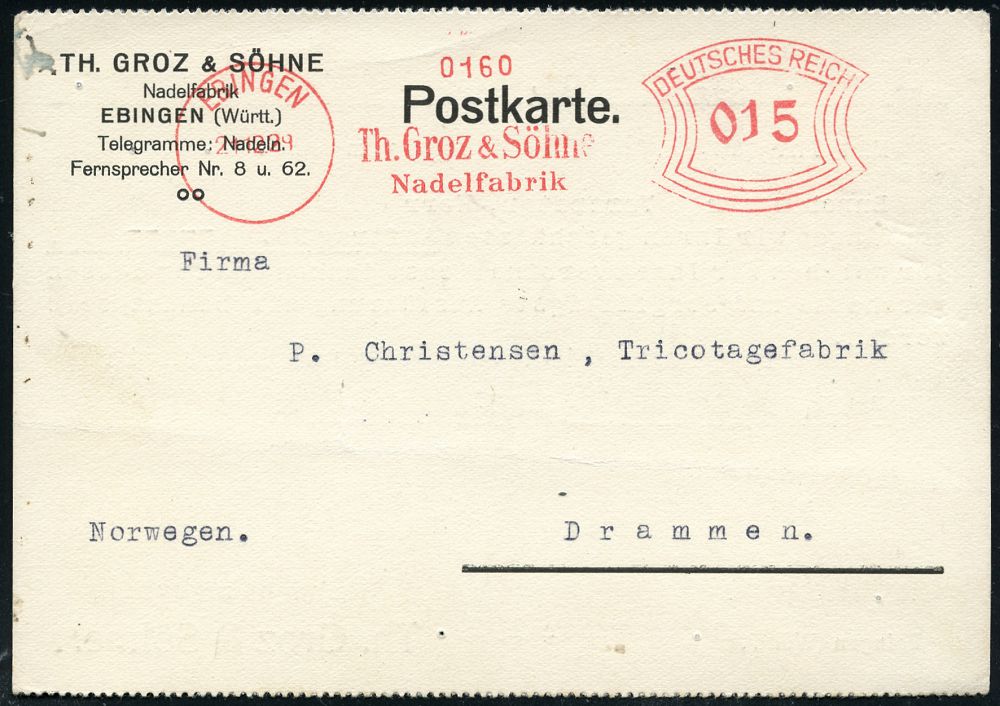 TH. GROZ & SÖHNE
Nadelfabrik
EBINGEN (Württ.)
Telegramme: Nadeln.
Fernsprecher Nr. 8 u. 62.
EBINGEN
0160
Postkarte.
Th. Groz & Söhne
Nadelfabrik
DEUTSCHES REICH
015
Firma
P. Christensen , Tricotagefabrik
Norwegen. Drammen.